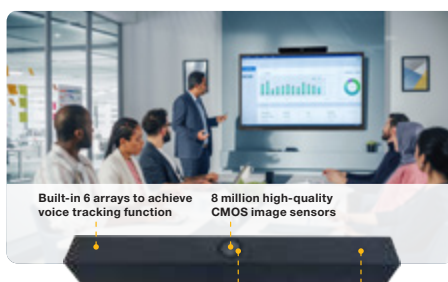 Built-in 6 arrays to achieve
voice tracking function
8 million high-quality
CMOS image sensors